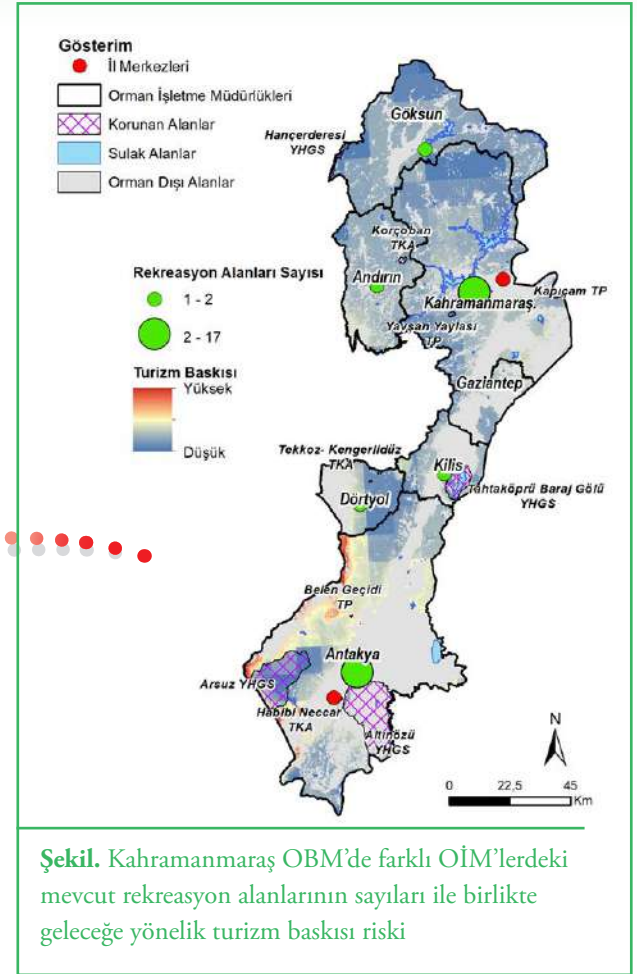 Gösterim
İl Merkezleri
Orman İşletme Müdürlükleri
Korunan Alanlar
Sulak Alanlar
Orman Dışı Alanlar
Rekreasyon Alanları Sayısı
1 - 2
2 - 17
Turizm Baskısı
Yüksek
Düşük
Göksun
Hançerderesi
YHGS
Korçoban
TKA
Andırın
Kapıçam TP
Kahramanmaraş
Yavşan Yaylası
TP
Gaziantep
Tekkoz- Kengerlidüz
TKA
Kilis
Tahtaköprü Baraj Gölü
YHGS
Dörtyol
Belen Geçidi
TP
Antakya
Arsuz YHGS
Habibi Neccar
TKA
Altınözü
YHGS
N
0 22,5 45
Km
Şekil. Kahramanmaraş OBM’de farklı OİM’lerdeki
mevcut rekreasyon alanlarının sayıları ile birlikte
geleceğe yönelik turizm baskısı riski